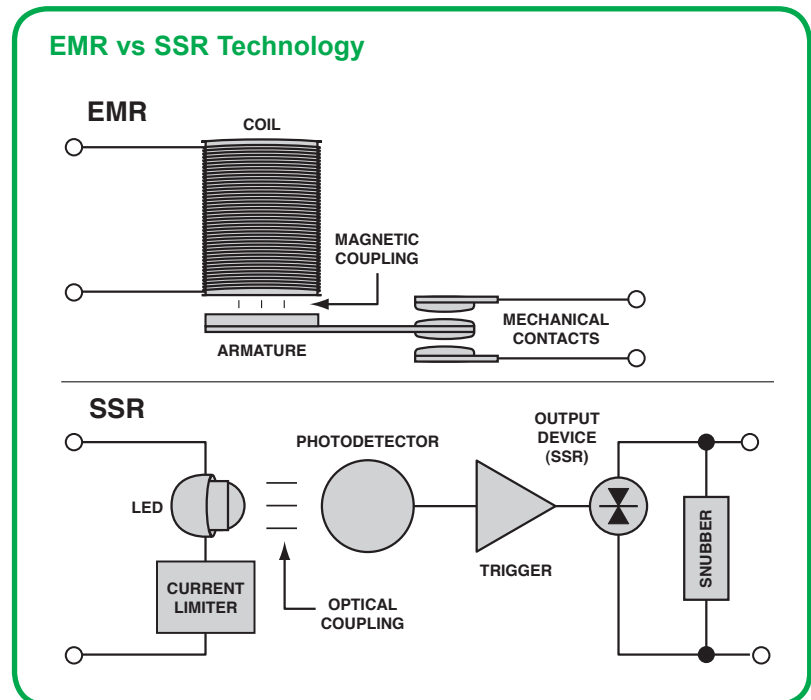 EMR vs SSR Technology
EMR
COIL
MAGNETIC
COUPLING
MECHANICAL
CONTACTS
ARMATURE
SSR
OUTPUT
DEVICE
(SSR)
PHOTODETECTOR
LED
SNUBBER
TRIGGER
CURRENT
LIMITER
OPTICAL
COUPLING